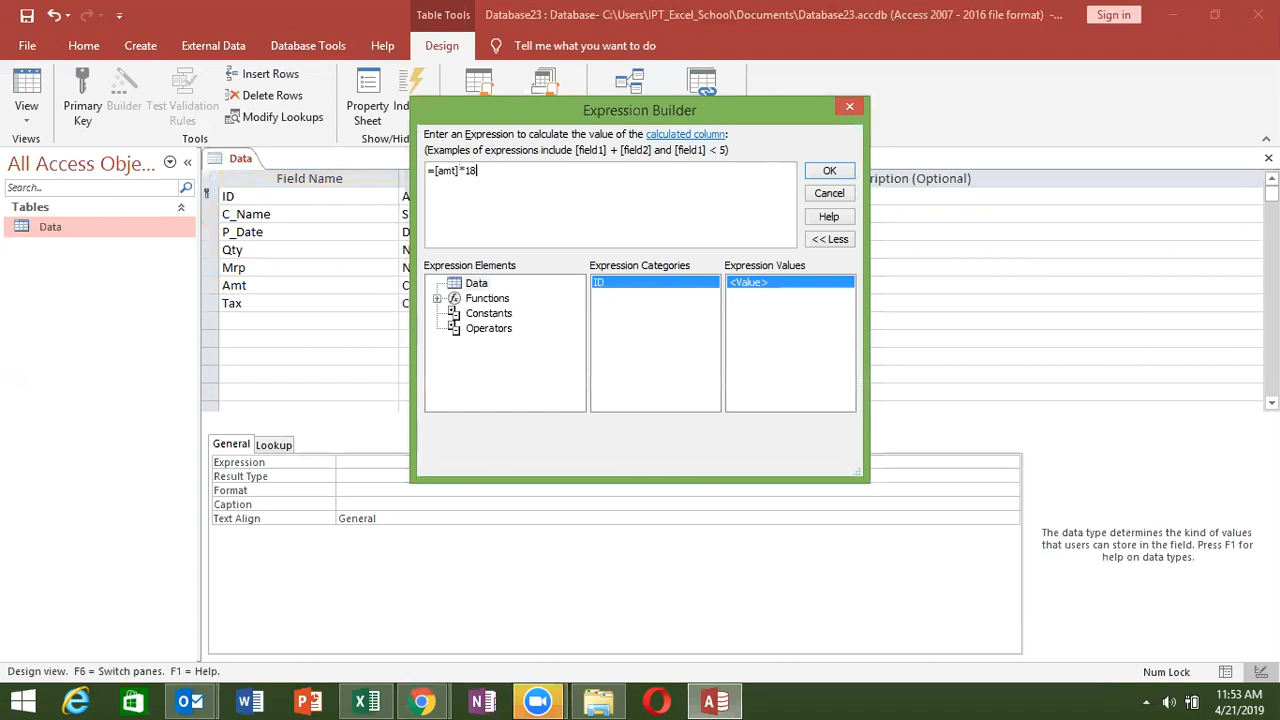 Table Tools
Database23 : Database- C:\Users\IPT_Excel_School\Documents\Database23.accdb (Access 2007 - 2016 file format) -...
Sign in
File
Home
Create
External Data
Database Tools
Help
Design
Tell me what you want to do
View
Primary
Key
Builder
Test Validation
Rules
Insert Rows
Delete Rows
Modify Lookups
Property
Sheet
Views
Tools
Show/Hid
Expression Builder
Enter an Expression to calculate the value of the calculated column:
(Examples of expressions include [field1] + [field2] and [field1] < 5)
=[amt]*18
OK
Cancel
Help
<< Less
Expression Elements
Expression Categories
Expression Values
Data
Functions
Constants
Operators
ID
<Value>
All Access Obje...
Search...
Tables
Data
Data
Field Name
ription (Optional)
ID
C_Name
P_Date
Qty
Mrp
Amt
Tax
General
Lookup
Expression
Result Type
Format
Caption
Text Align
General
The data type determines the kind of values
that users can store in the field. Press F1 for
help on data types.
Design view. F6 = Switch panes. F1 = Help.
Num Lock
11:53 AM
4/21/2019